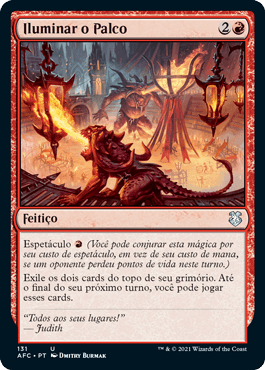 Iluminar o Palco 2
Feitiço
Espetáculo (Você pode conjurar esta mágica por
seu custo de espetáculo, em vez de seu custo de mana,
se um oponente perdeu pontos de vida neste turno.)
Exile os dois cards do topo de seu grimório. Até
o final do seu próximo turno, você pode jogar
esses cards.
“Todos aos seus lugares!”
— Judith
131 U
AFC • PT DMITRY BURMAK
™ & © 2021 Wizards of the Coast